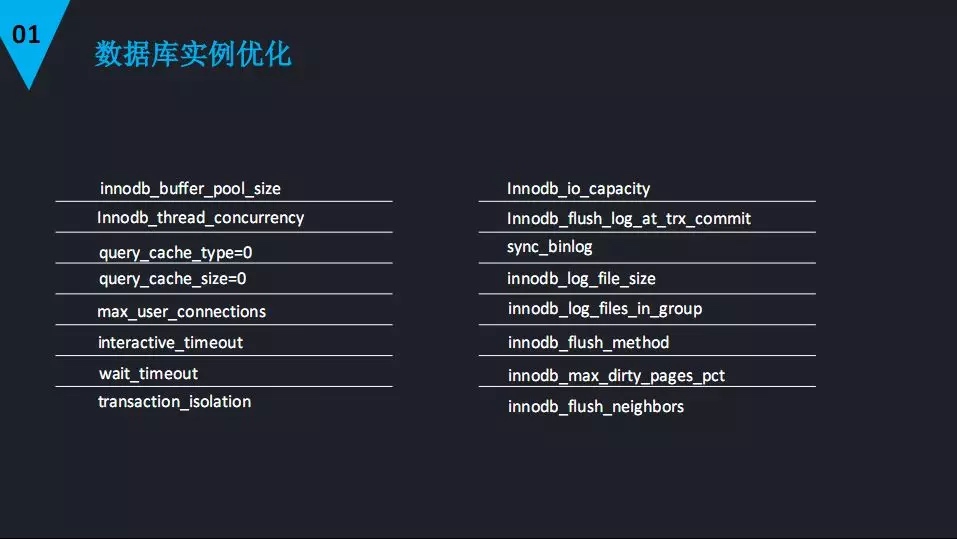 01
数据库实例优化
innodb_buffer_pool_size
Innodb_thread_concurrency
query_cache_type=0
query_cache_size=0
max_user_connections
interactive_timeout
wait_timeout
transaction_isolation
Innodb_io_capacity
Innodb_flush_log_at_trx_commit
sync_binlog
innodb_log_file_size
innodb_log_files_in_group
innodb_flush_method
innodb_max_dirty_pages_pct
innodb_flush_neighbors